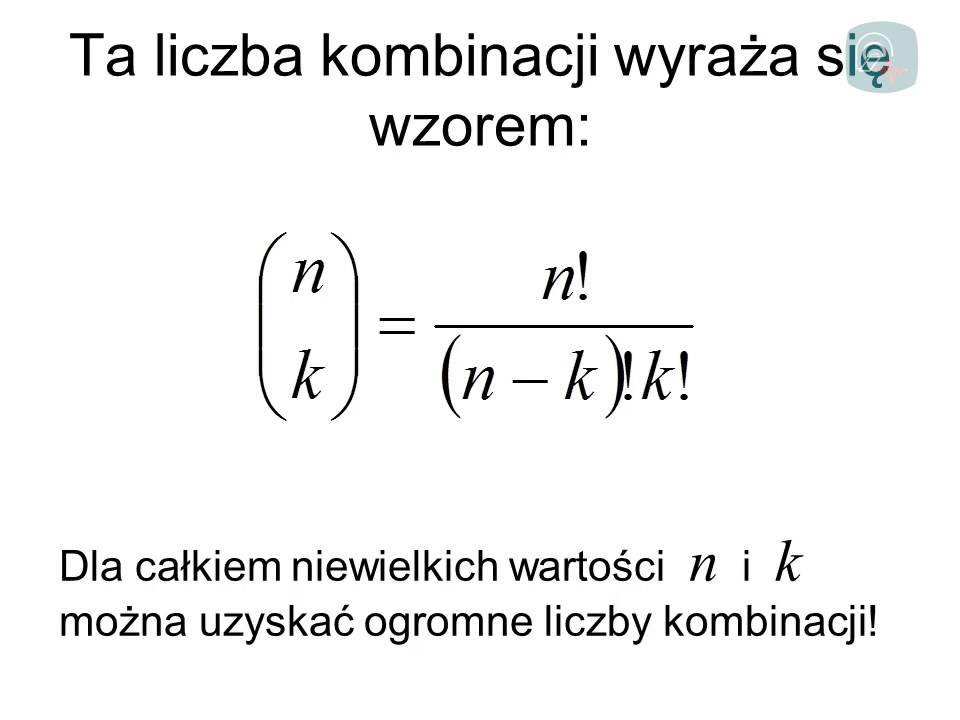 Ta liczba kombinacji wyraża się
wzorem:
(n k) = n! / (n − k)!k!
Dla całkiem niewielkich wartości n i k
można uzyskać ogromne liczby kombinacji!